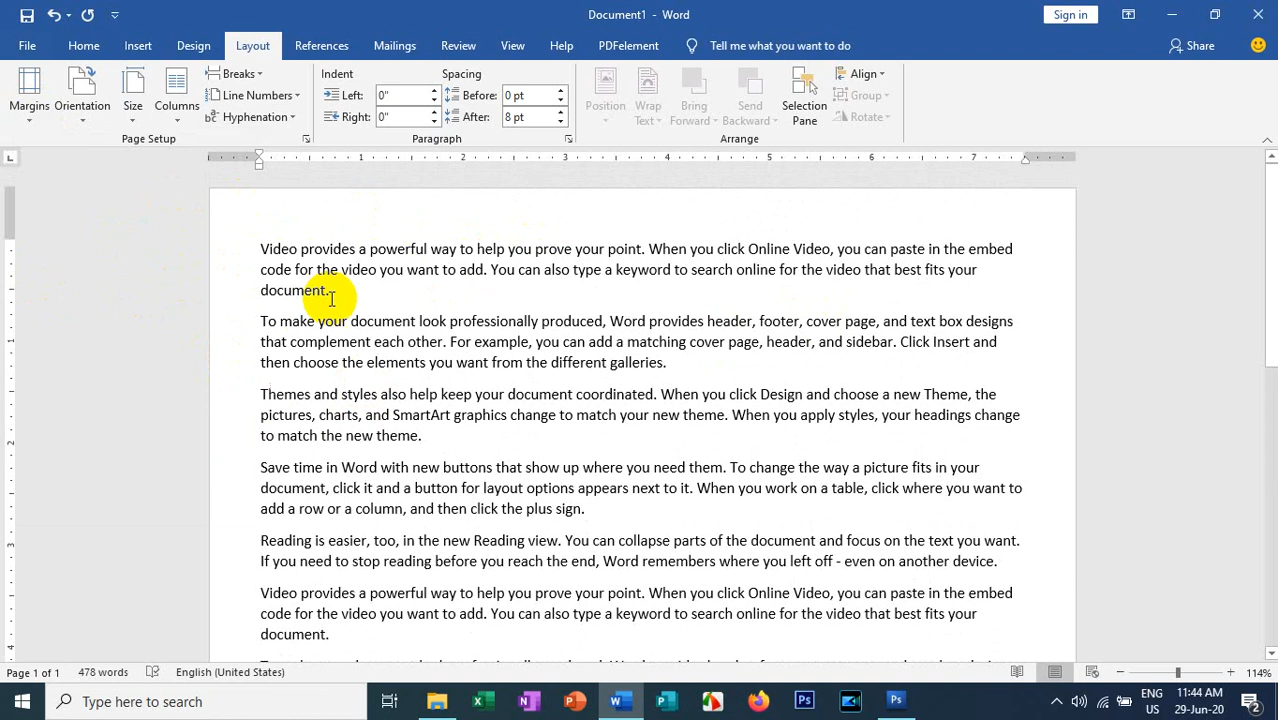 Document1 - Word
Sign in
File Home Insert Design Layout References Mailings Review View Help PDFelement Tell me what you want to do Share
Margins Orientation Size Columns
Breaks
Line Numbers
Hyphenation
Page Setup
Indent Spacing
Left: 0" Before: 0 pt
Right: 0" After: 8 pt
Paragraph
Position Wrap Text Bring Forward Send Backward Selection Pane
Align
Group
Rotate
Arrange
1 2 3 4 5 6 7
Video provides a powerful way to help you prove your point. When you click Online Video, you can paste in the embed
code for the video you want to add. You can also type a keyword to search online for the video that best fits your
document.
To make your document look professionally produced, Word provides header, footer, cover page, and text box designs
that complement each other. For example, you can add a matching cover page, header, and sidebar. Click Insert and
then choose the elements you want from the different galleries.
Themes and styles also help keep your document coordinated. When you click Design and choose a new Theme, the
pictures, charts, and SmartArt graphics change to match your new theme. When you apply styles, your headings change
to match the new theme.
Save time in Word with new buttons that show up where you need them. To change the way a picture fits in your
document, click it and a button for layout options appears next to it. When you work on a table, click where you want to
add a row or a column, and then click the plus sign.
Reading is easier, too, in the new Reading view. You can collapse parts of the document and focus on the text you want.
If you need to stop reading before you reach the end, Word remembers where you left off - even on another device.
Video provides a powerful way to help you prove your point. When you click Online Video, you can paste in the embed
code for the video you want to add. You can also type a keyword to search online for the video that best fits your
document.
Page 1 of 1 478 words English (United States) 114%
Type here to search
ENG
US
11:44 AM
29-Jun-20
2